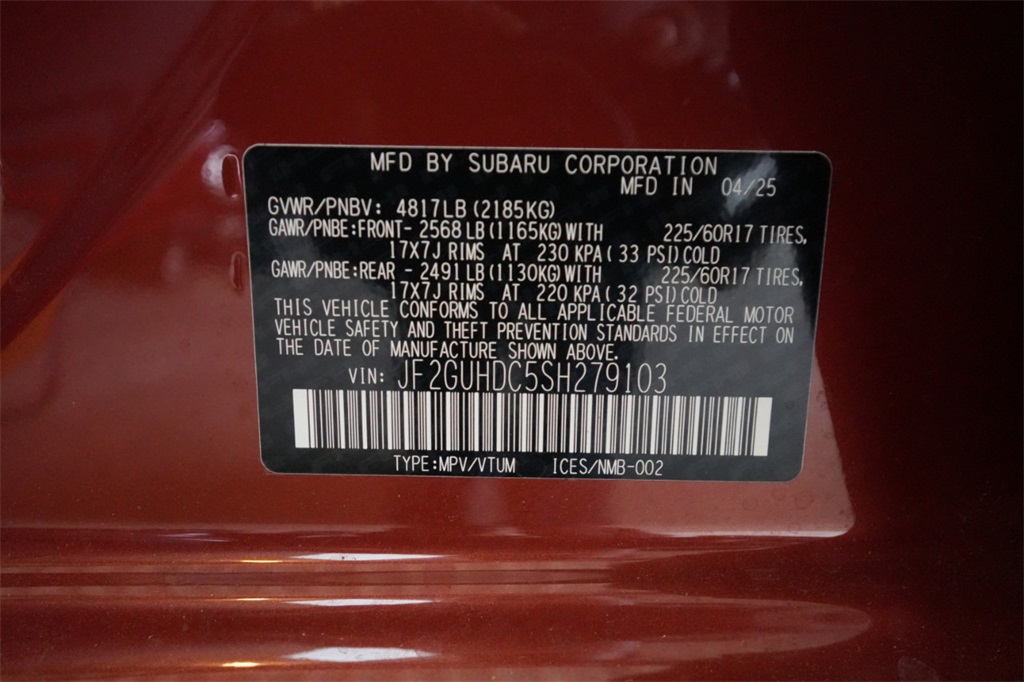 MFD BY SUBARU CORPORATION
MFD IN 04/25
GVWR/PNBV: 4817LB (2185KG)
GAWR/PNBE:FRONT- 2568 LB (1165KG) WITH 225/60R17 TIRES,
17X7J RIMS AT 230 KPA ( 33 PSI) COLD
GAWR/PNBE:REAR - 2491 LB (1130KG) WITH 225/60R17 TIRES,
17X7J RIMS AT 220 KPA ( 32 PSI) COLD
THIS VEHICLE CONFORMS TO ALL APPLICABLE FEDERAL MOTOR
VEHICLE SAFETY AND THEFT PREVENTION STANDARDS IN EFFECT ON
THE DATE OF MANUFACTURE SHOWN ABOVE.
VIN: JF2GUHDC5SH279103
TYPE:MPV/VTUM ICES/NMB-002